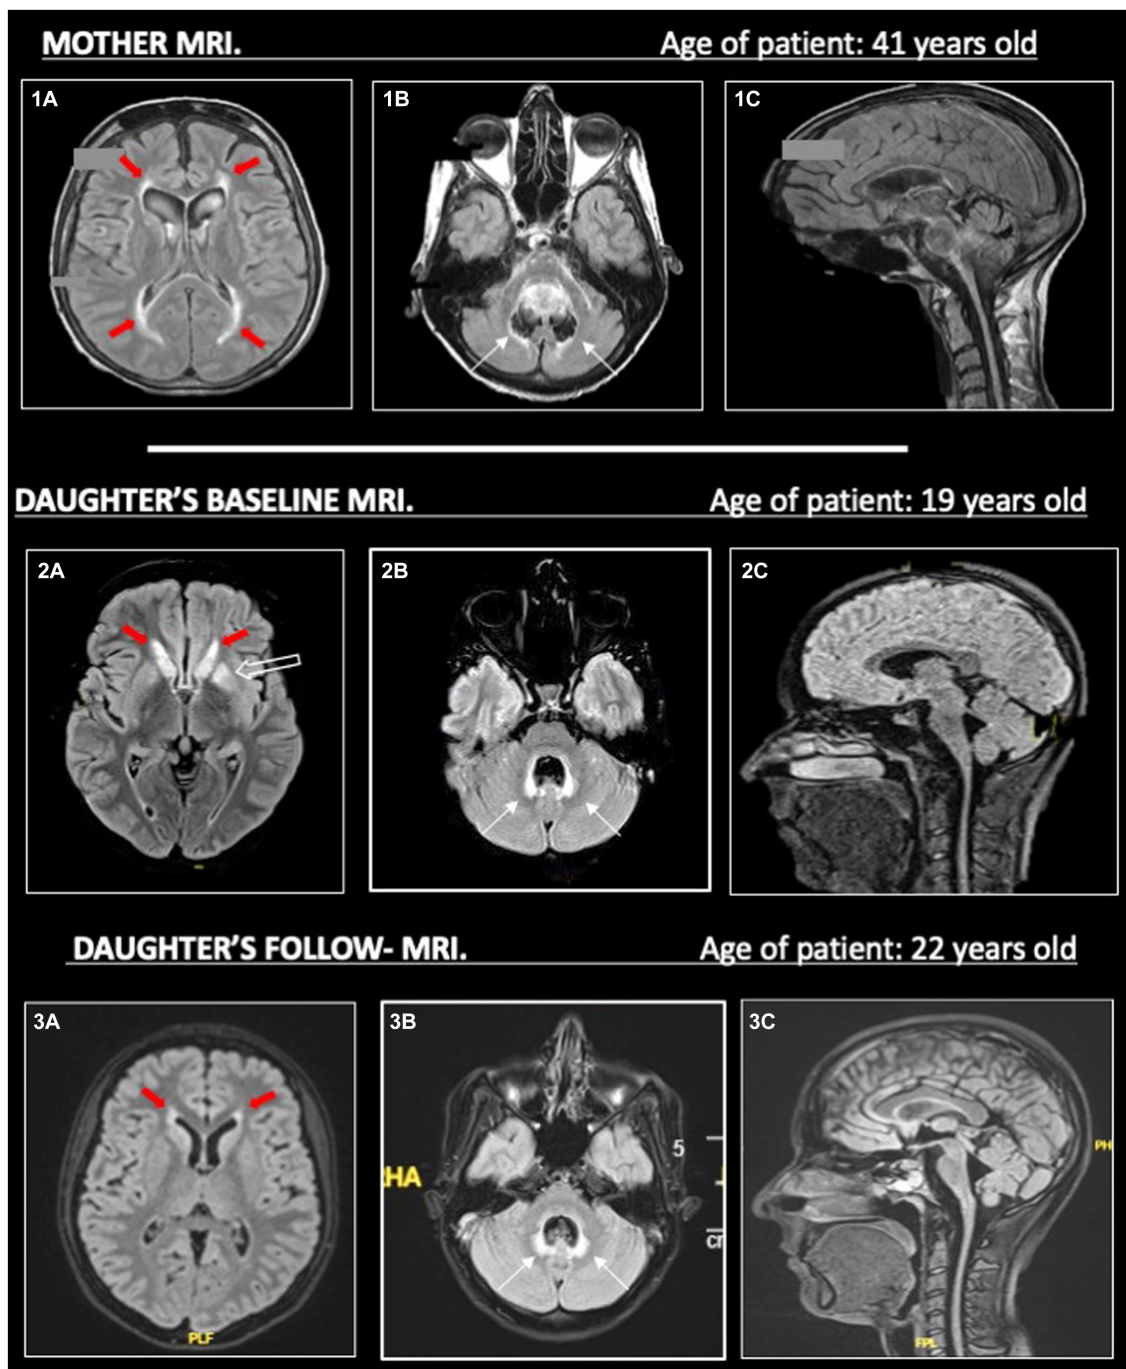 MOTHER MRI. Age of patient: 41 years old
1A 1B 1C
DAUGHTER'S BASELINE MRI. Age of patient: 19 years old
2A 2B 2C
DAUGHTER'S FOLLOW- MRI. Age of patient: 22 years old
3A 3B 3C
5
PH
HA
cm
PLF
FPL